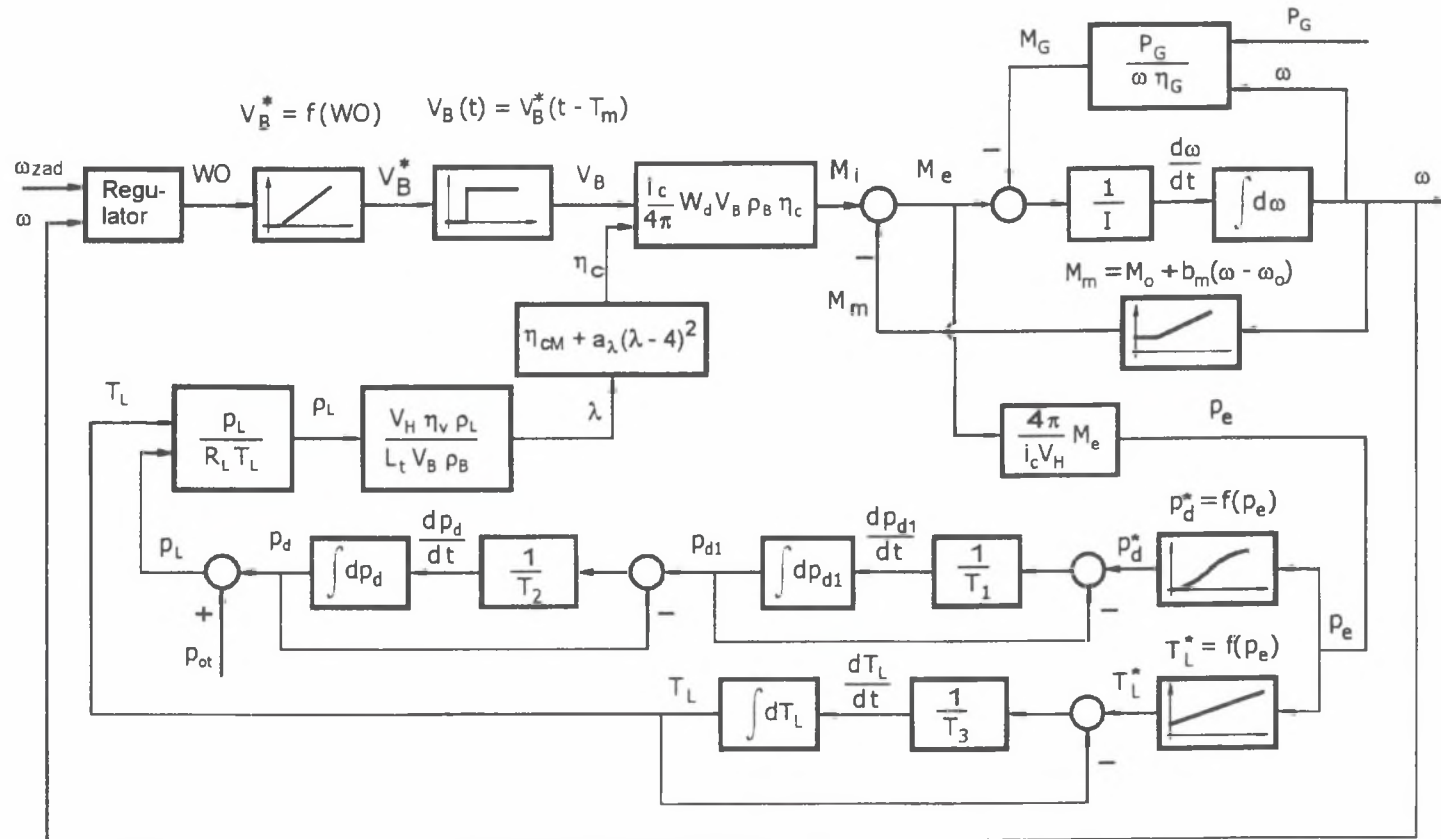 P_G
M_G
P_G / ω η_G
ω
V_B^* = f(WO)
V_B(t) = V_B^*(t - T_m)
ω_zad
ω
Regu-
lator
WO
V_B^*
V_B
i_c / 4π W_d V_B ρ_B η_c
M_i
M_e
1 / I
dω / dt
∫dω
ω
η_C
M_m
M_m = M_o + b_m(ω - ω_o)
η_CM + a_λ(λ - 4)^2
λ
T_L
p_L / R_L T_L
ρ_L
V_H η_v ρ_L / L_t V_B ρ_B
4π / i_c V_H M_e
p_e
p_d^* = f(p_e)
p_L
p_d
∫dp_d
dp_d / dt
1 / T_2
p_d1
∫dp_d1
dp_d1 / dt
1 / T_1
p_d^*
p_ot
p_e
T_L^* = f(p_e)
T_L
∫dT_L
dT_L / dt
1 / T_3
T_L^*